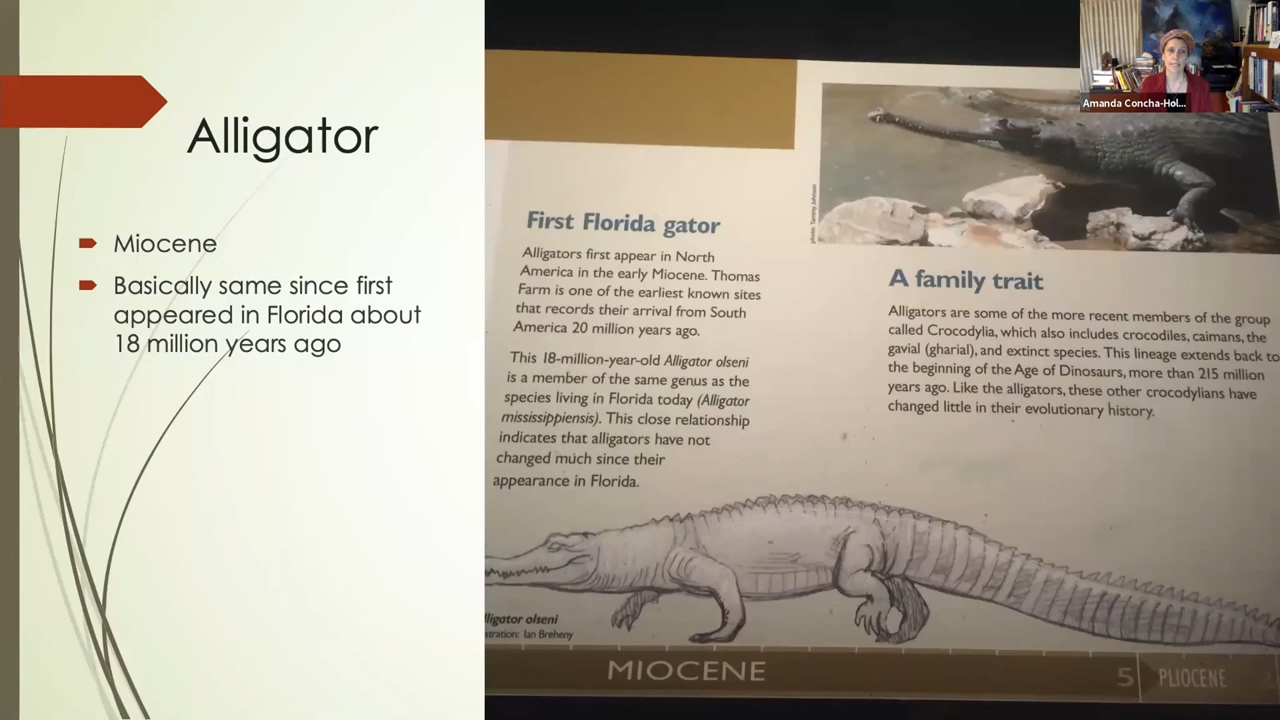 Alligator
Miocene
Basically same since first
appeared in Florida about
18 million years ago
First Florida gator
Alligators first appear in North
America in the early Miocene. Thomas
Farm is one of the earliest known sites
that records their arrival from South
America 20 million years ago.
This 18-million-year-old Alligator olseni
is a member of the same genus as the
species living in Florida today (Alligator
mississippiensis). This close relationship
indicates that alligators have not
changed much since their
appearance in Florida.
lligator olseni
stration: Ian Breheny
photo: Tammy Johnson
A family trait
Alligators are some of the more recent members of the group
called Crocodylia, which also includes crocodiles, caimans, the
gavial (gharial), and extinct species. This lineage extends back to
the beginning of the Age of Dinosaurs, more than 215 million
years ago. Like the alligators, these other crocodylians have
changed little in their evolutionary history.
MIOCENE
5
PLIOCENE
Amanda Concha-Hol...